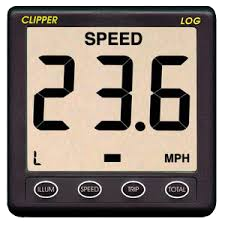 CLIPPER LOG
SPEED
23.6
L - MPH
ILLUM SPEED TRIP TOTAL